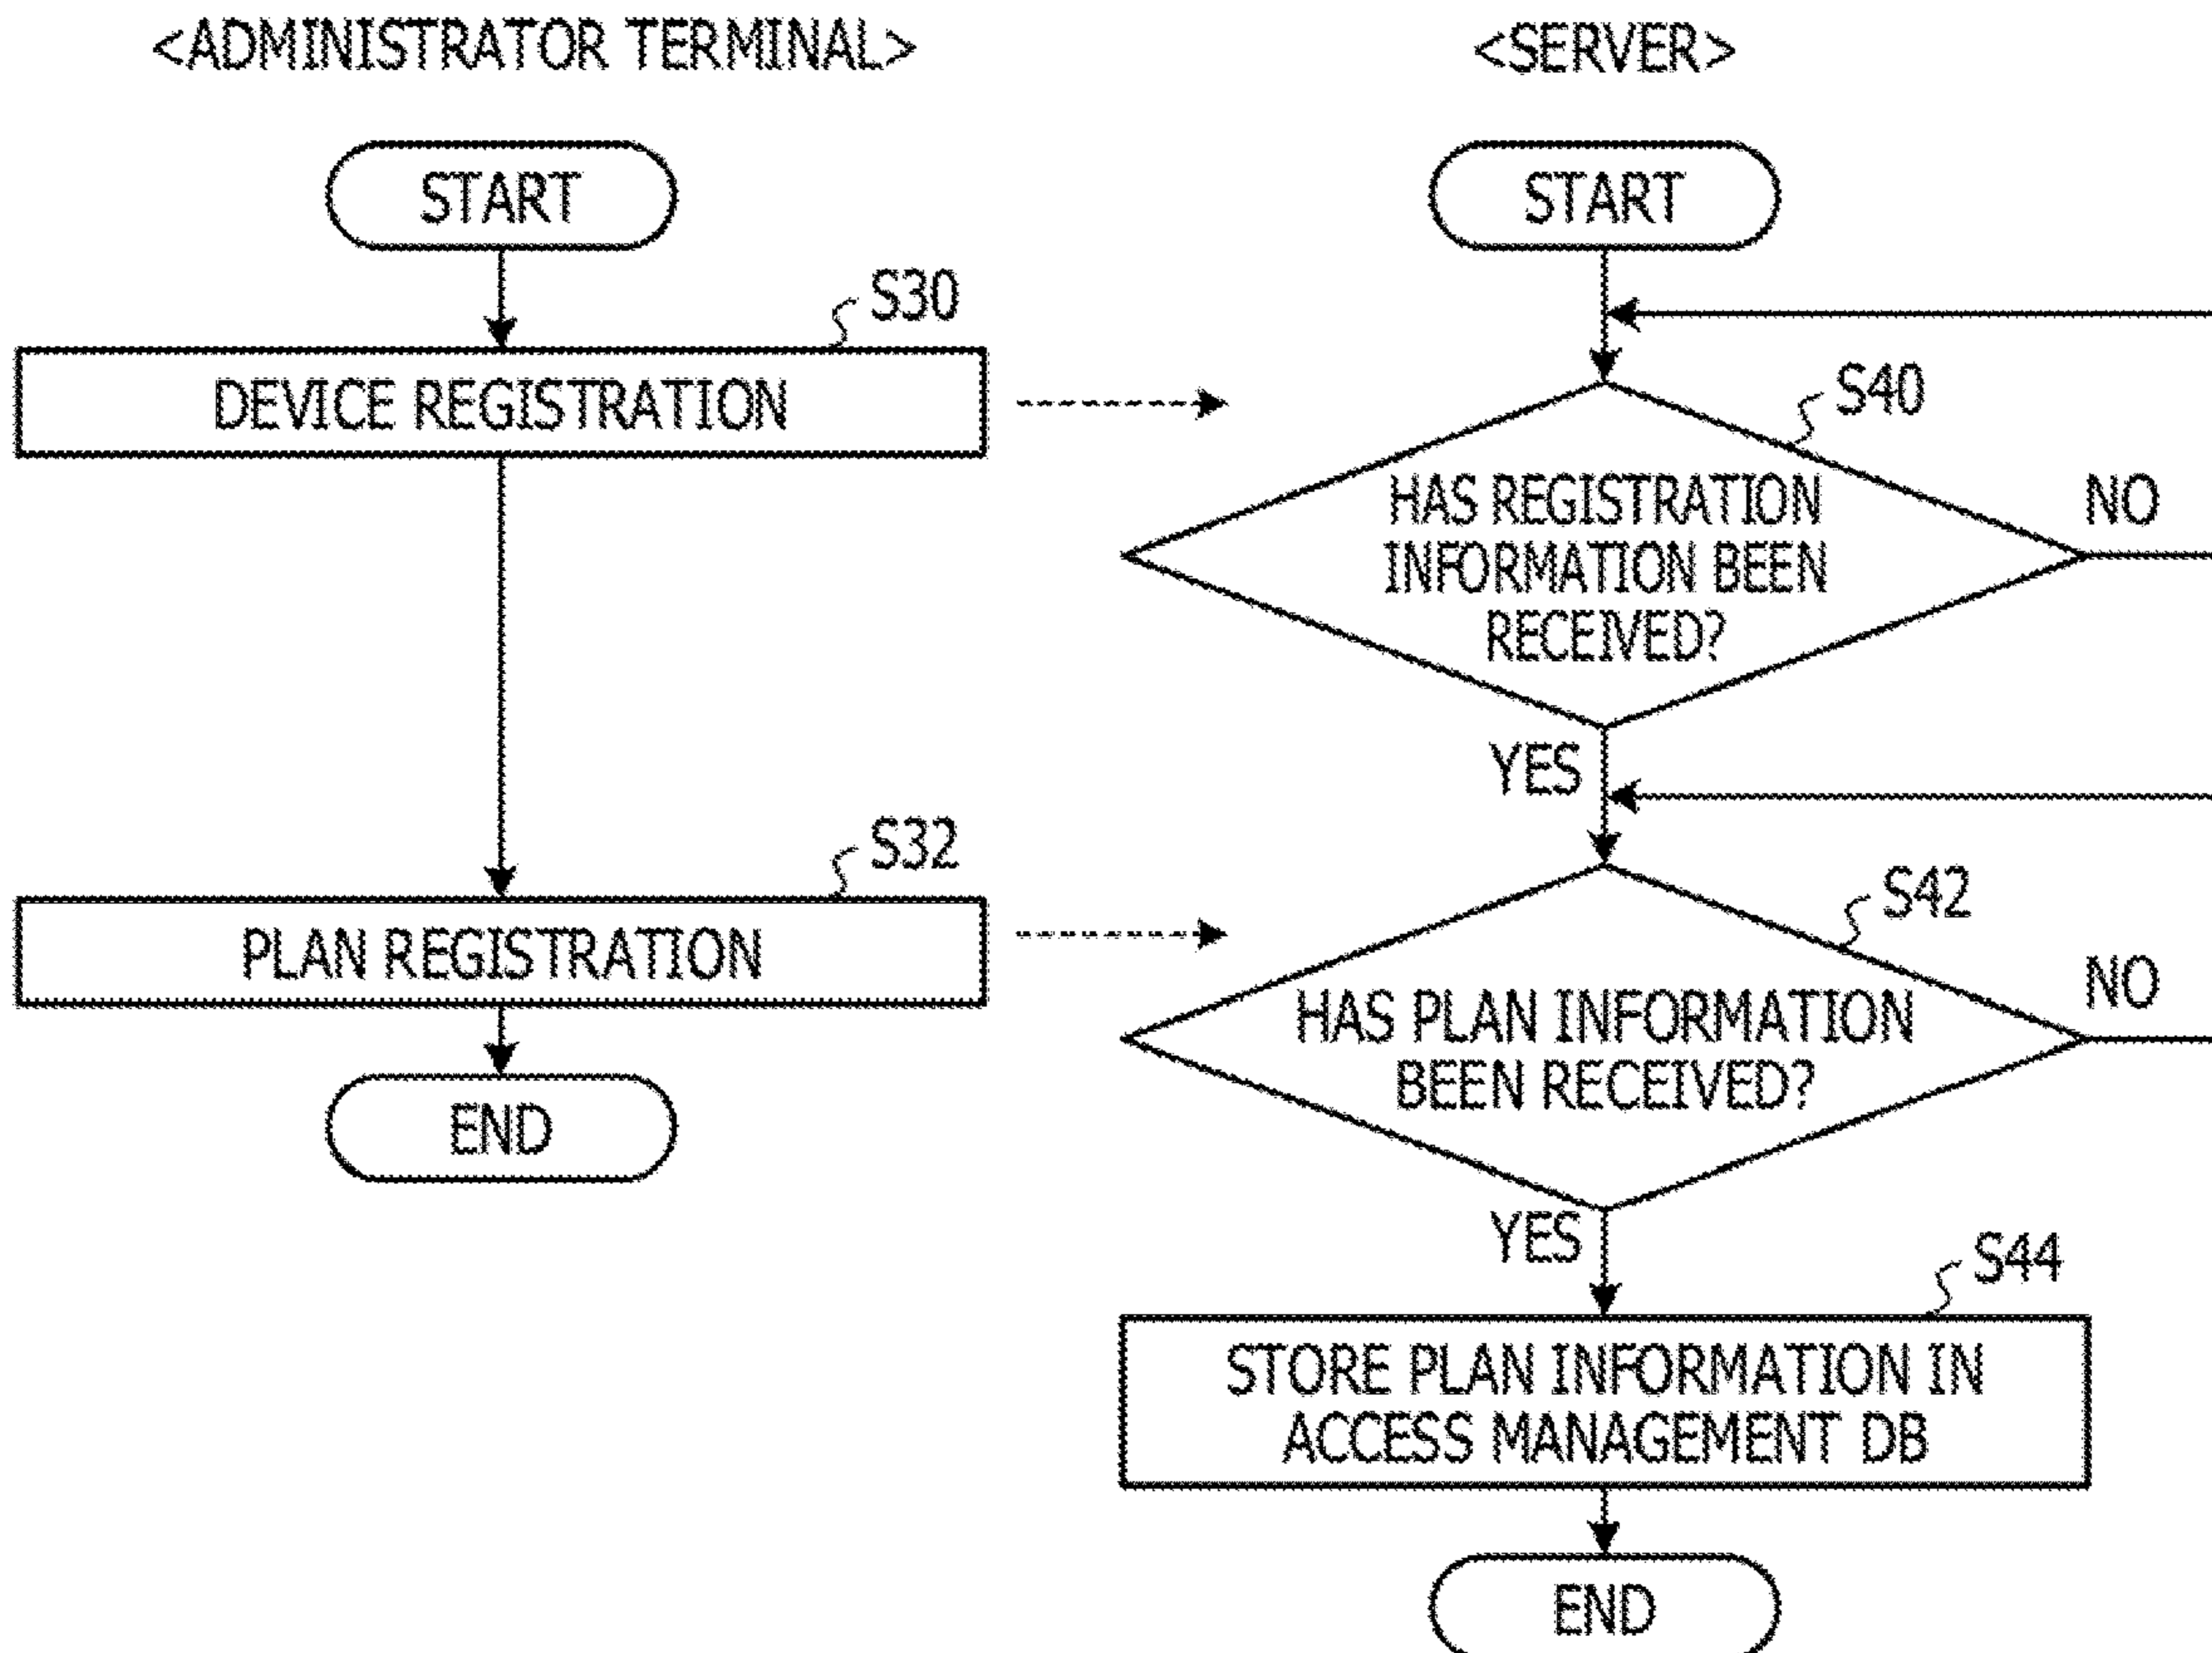 <ADMINISTRATOR TERMINAL>
START
S30
DEVICE REGISTRATION
S32
PLAN REGISTRATION
END
<SERVER>
START
S40
HAS REGISTRATION
INFORMATION BEEN
RECEIVED?
NO
YES
S42
HAS PLAN INFORMATION
BEEN RECEIVED?
NO
YES
S44
STORE PLAN INFORMATION IN
ACCESS MANAGEMENT DB
END